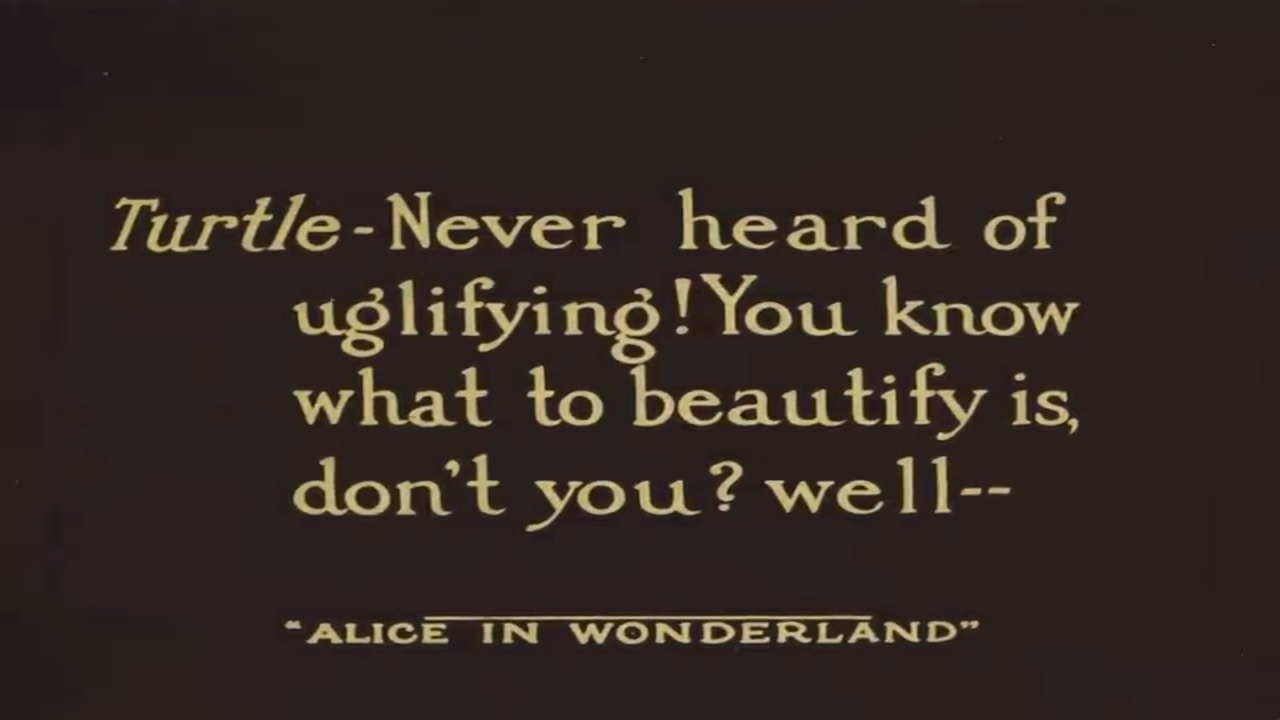 Turtle-Never heard of
uglifying! You know
what to beautify is,
don't you? well--
"ALICE IN WONDERLAND"